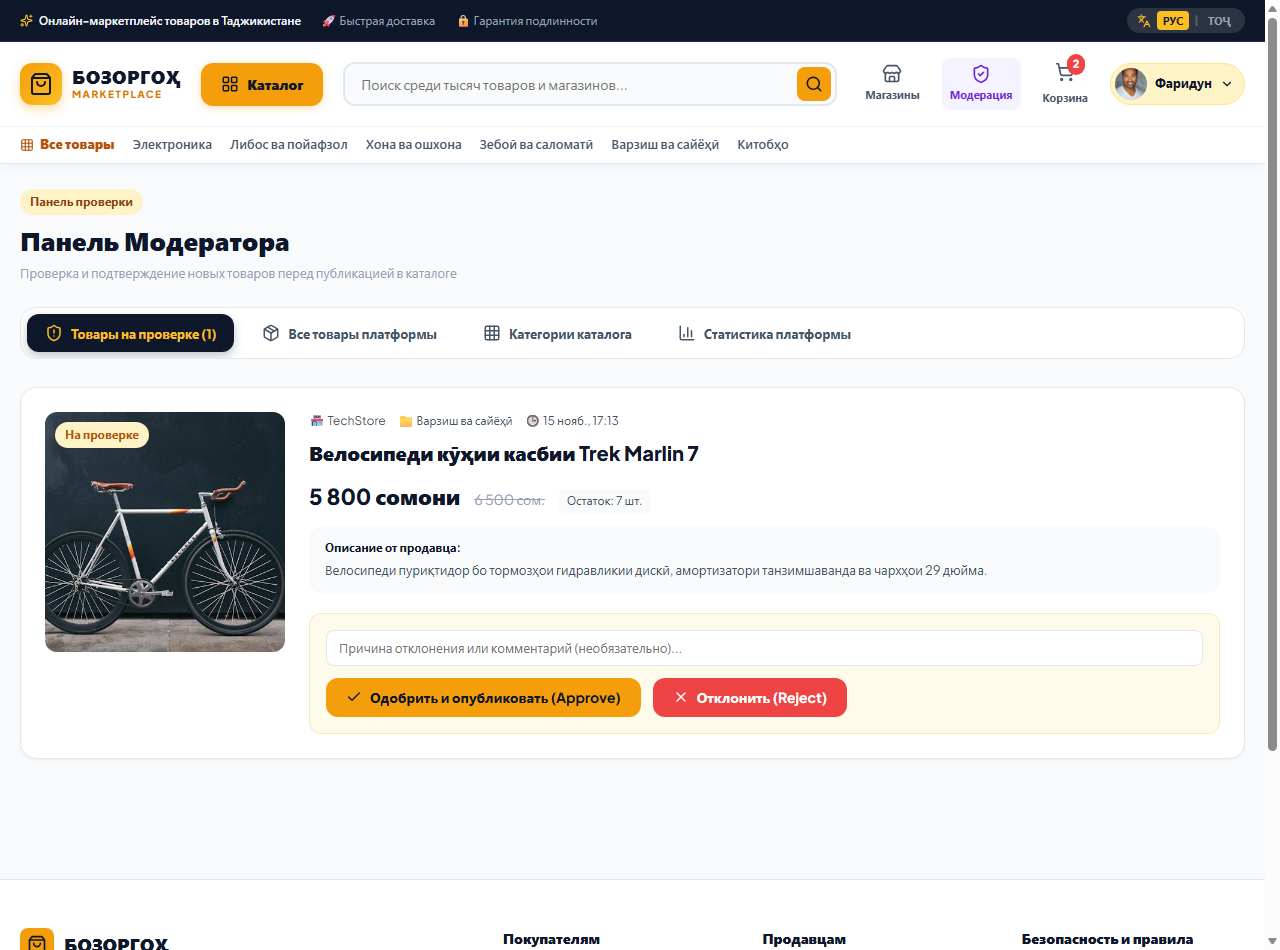 Онлайн-маркетплейс товаров в Таджикистане
🚀 Быстрая доставка
🔒 Гарантия подлинности
РУС | ТОҶ
БОЗОРГОҲ
MARKETPLACE
Каталог
Поиск среди тысяч товаров и магазинов...
Магазины
Модерация
2
Корзина
Фаридун
Все товары
Электроника
Либос ва пойафзол
Хона ва ошхона
Зебоӣ ва саломатӣ
Варзиш ва сайёҳӣ
Китобҳо
Панель проверки
Панель Модератора
Проверка и подтверждение новых товаров перед публикацией в каталоге
Товары на проверке (1)
Все товары платформы
Категории каталога
Статистика платформы
На проверке
🏪 TechStore
📁 Варзиш ва сайёҳӣ
🕒 15 нояб., 17:13
Велосипеди кӯҳии касбии Trek Marlin 7
5 800 сомони
6 500 сом.
Остаток: 7 шт.
Описание от продавца:
Велосипеди пуриқтидор бо тормозҳои гидравликии дискӣ, амортизатори танзимшаванда ва чархҳои 29 дюйма.
Причина отклонения или комментарий (необязательно)...
Одобрить и опубликовать (Approve)
Отклонить (Reject)
БОЗОРГОҲ
Покупателям
Продавцам
Безопасность и правила